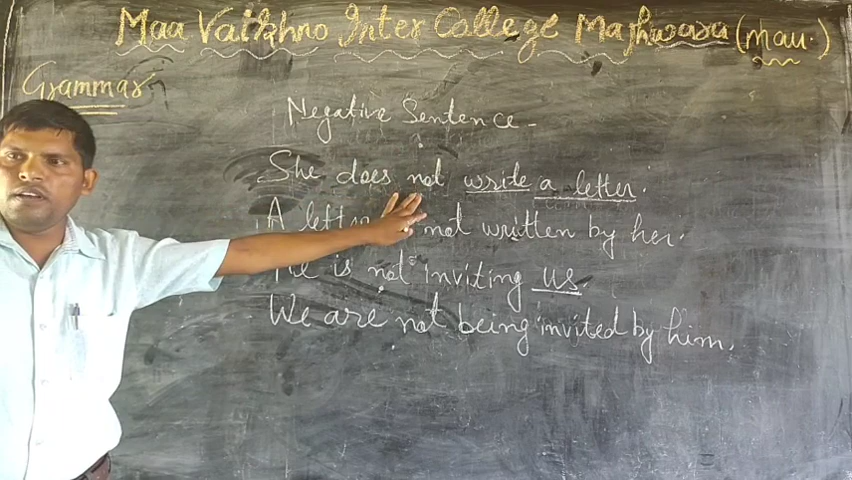 Maa Vaishno Inter College Majhwara (Mau.)
Grammar
Negative Sentence -
She does not write a letter.
A letter not written by her.
is not inviting us.
We are not being invited by him.